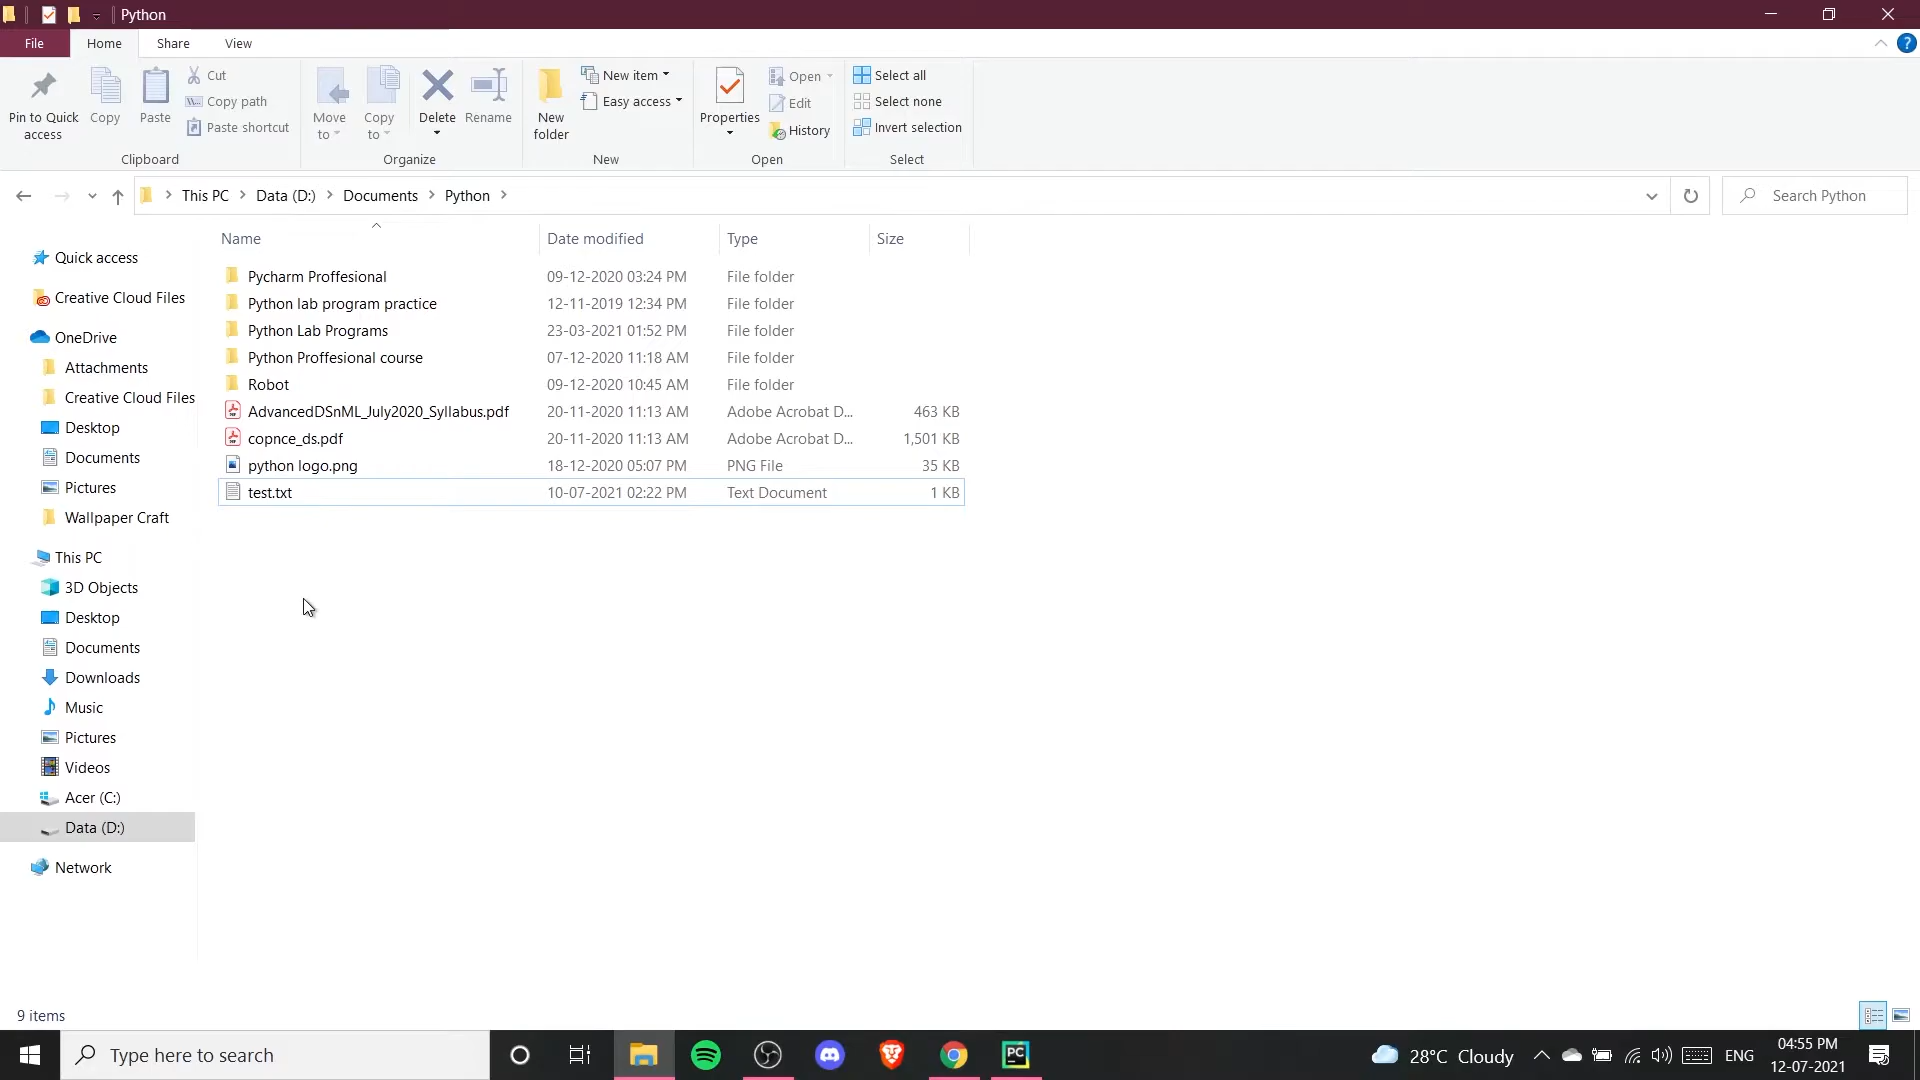 Python
File Home Share View
Pin to Quick access
Copy
Paste
Cut
Copy path
Paste shortcut
Clipboard
Move to
Copy to
Delete
Rename
Organize
New folder
New item
Easy access
New
Properties
Open
Edit
History
Open
Select all
Select none
Invert selection
Select
This PC > Data (D:) > Documents > Python >
Search Python
Name Date modified Type Size
Pycharm Proffesional 09-12-2020 03:24 PM File folder
Python lab program practice 12-11-2019 12:34 PM File folder
Python Lab Programs 23-03-2021 01:52 PM File folder
Python Proffesional course 07-12-2020 11:18 AM File folder
Robot 09-12-2020 10:45 AM File folder
AdvancedDSnML_July2020_Syllabus.pdf 20-11-2020 11:13 AM Adobe Acrobat D... 463 KB
copnce_ds.pdf 20-11-2020 11:13 AM Adobe Acrobat D... 1,501 KB
python logo.png 18-12-2020 05:07 PM PNG File 35 KB
test.txt 10-07-2021 02:22 PM Text Document 1 KB
Quick access
Creative Cloud Files
OneDrive
Attachments
Creative Cloud Files
Desktop
Documents
Pictures
Wallpaper Craft
This PC
3D Objects
Desktop
Documents
Downloads
Music
Pictures
Videos
Acer (C:)
Data (D:)
Network
9 items
Type here to search
PC
28°C Cloudy
ENG
04:55 PM
12-07-2021